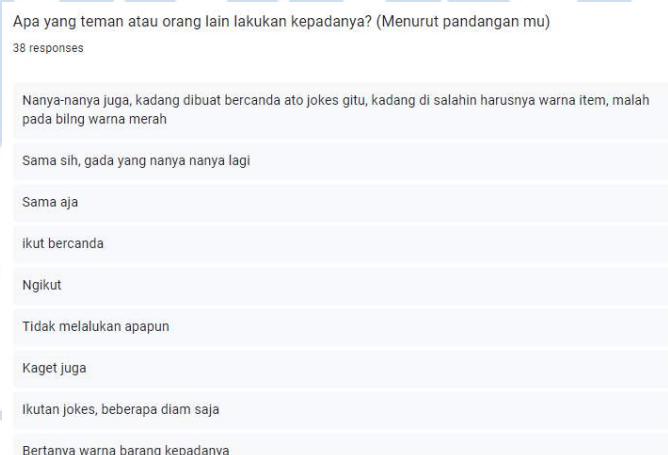 Apa yang teman atau orang lain lakukan kepadanya? (Menurut pandangan mu)
38 responses
Nanya-nanya juga, kadang dibuat bercanda ato jokes gitu, kadang di salahin harusnya warna item, malah
pada bilng warna merah
Sama sih, gada yang nanya nanya lagi
Sama aja
ikut bercanda
Ngikut
Tidak melalukan apapun
Kaget juga
Ikutan jokes, beberapa diam saja
Bertanya warna barang kepadanya